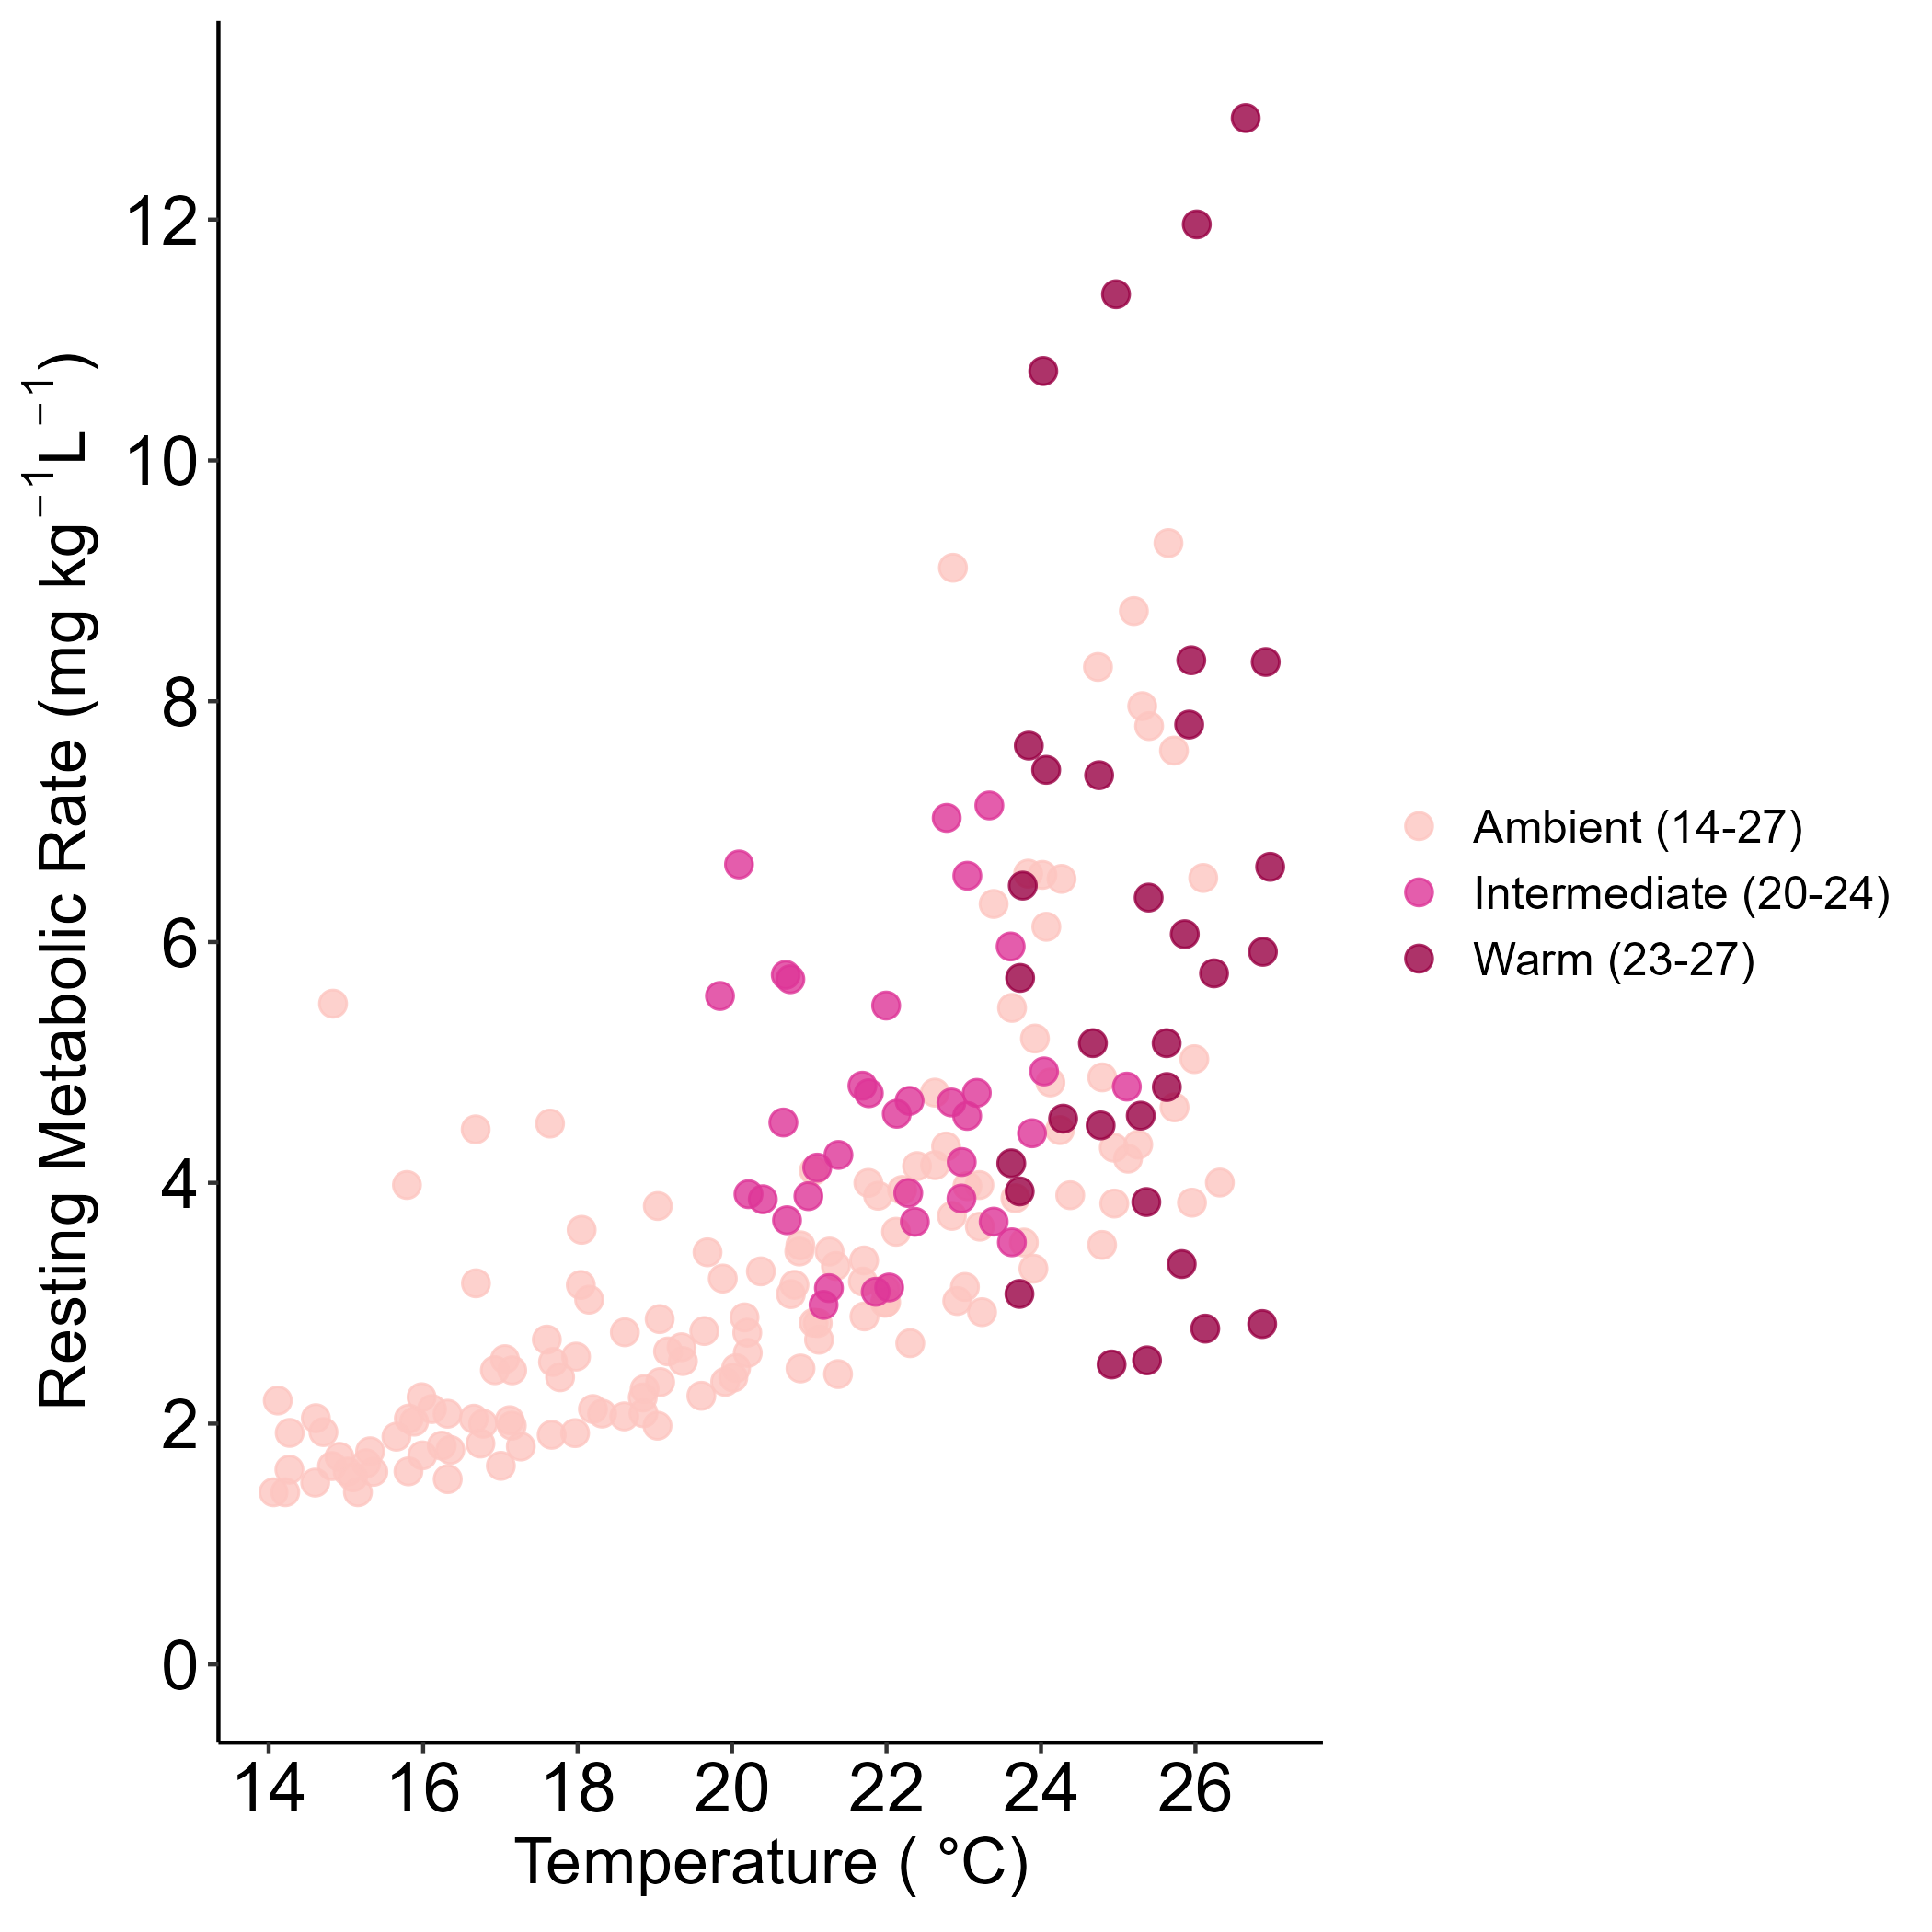 Resting Metabolic Rate (mg kg⁻¹L⁻¹)
12
10
8
6
4
2
0
14 16 18 20 22 24 26
Temperature ( °C)
Ambient (14-27)
Intermediate (20-24)
Warm (23-27)